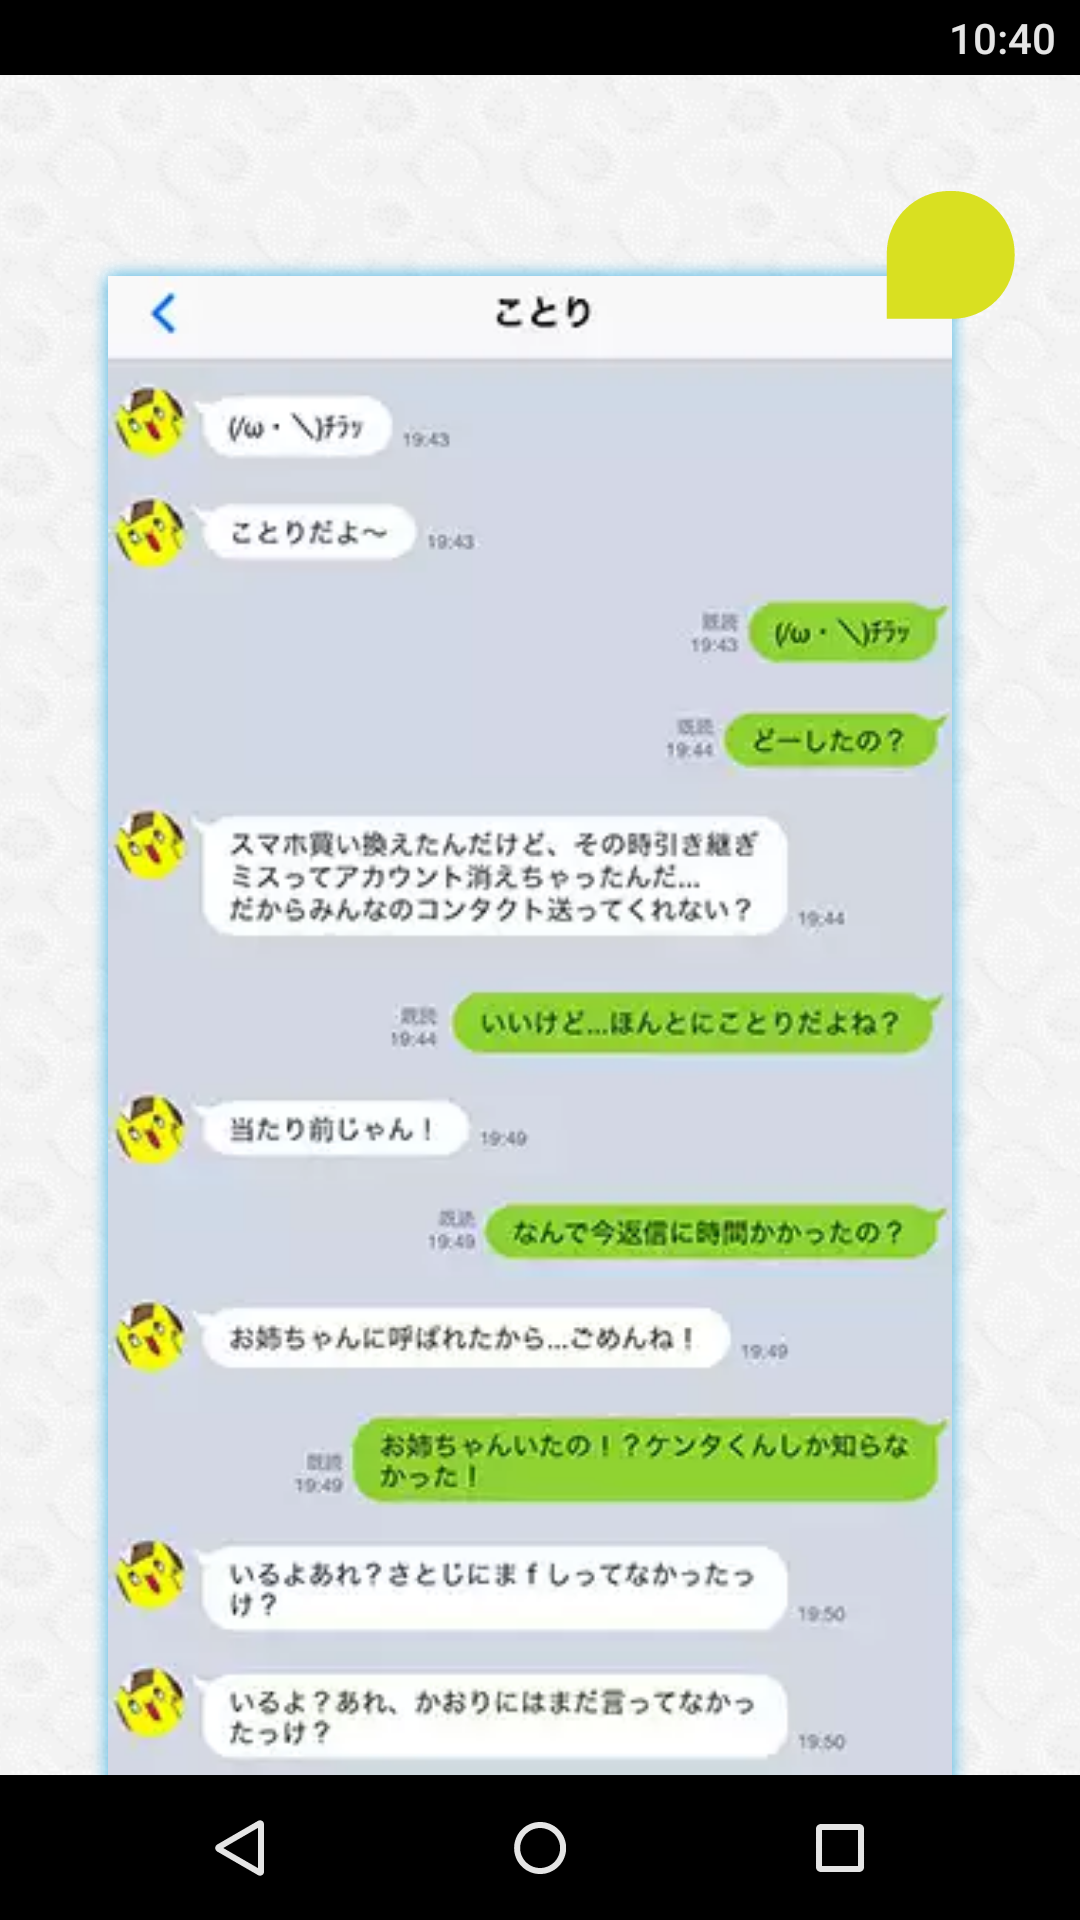 10:40
ことり
(/ω・＼)ﾁﾗｯ
19:43
ことりだよ〜
19:43
既読
19:43
(/ω・＼)ﾁﾗｯ
既読
19:44
どーしたの？
スマホ買い換えたんだけど、その時引き継ぎ
ミスってアカウント消えちゃったんだ...
だからみんなのコンタクト送ってくれない？
19:44
既読
19:44
いいけど...ほんとにことりだよね？
当たり前じゃん！
19:49
既読
19:49
なんで今返信に時間かかったの？
お姉ちゃんに呼ばれたから...ごめんね！
19:49
既読
19:49
お姉ちゃんいたの！？ケンタくんしか知らな
かった！
いるよあれ？さとじにまｆしってなかったっ
け？
19:50
いるよ？あれ、かおりにはまだ言ってなかっ
たっけ？
19:50